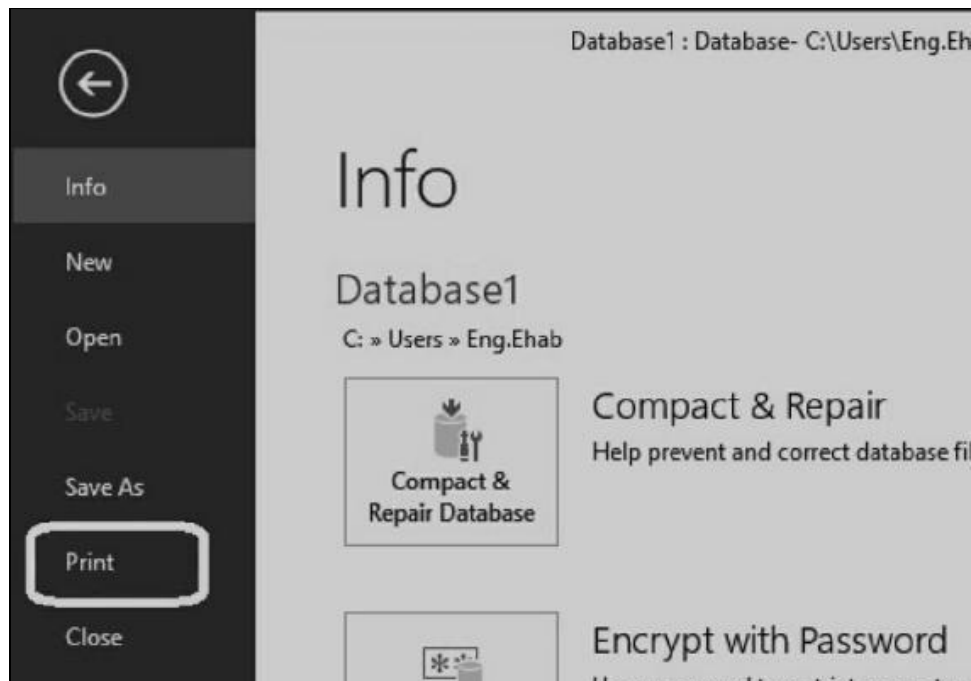 Database1 : Database- C:\Users\Eng.Eh
Info
New
Open
Save
Save As
Print
Close
Info
Database1
C: » Users » Eng.Ehab
Compact &
Repair Database
Compact & Repair
Help prevent and correct database fil
Encrypt with Password